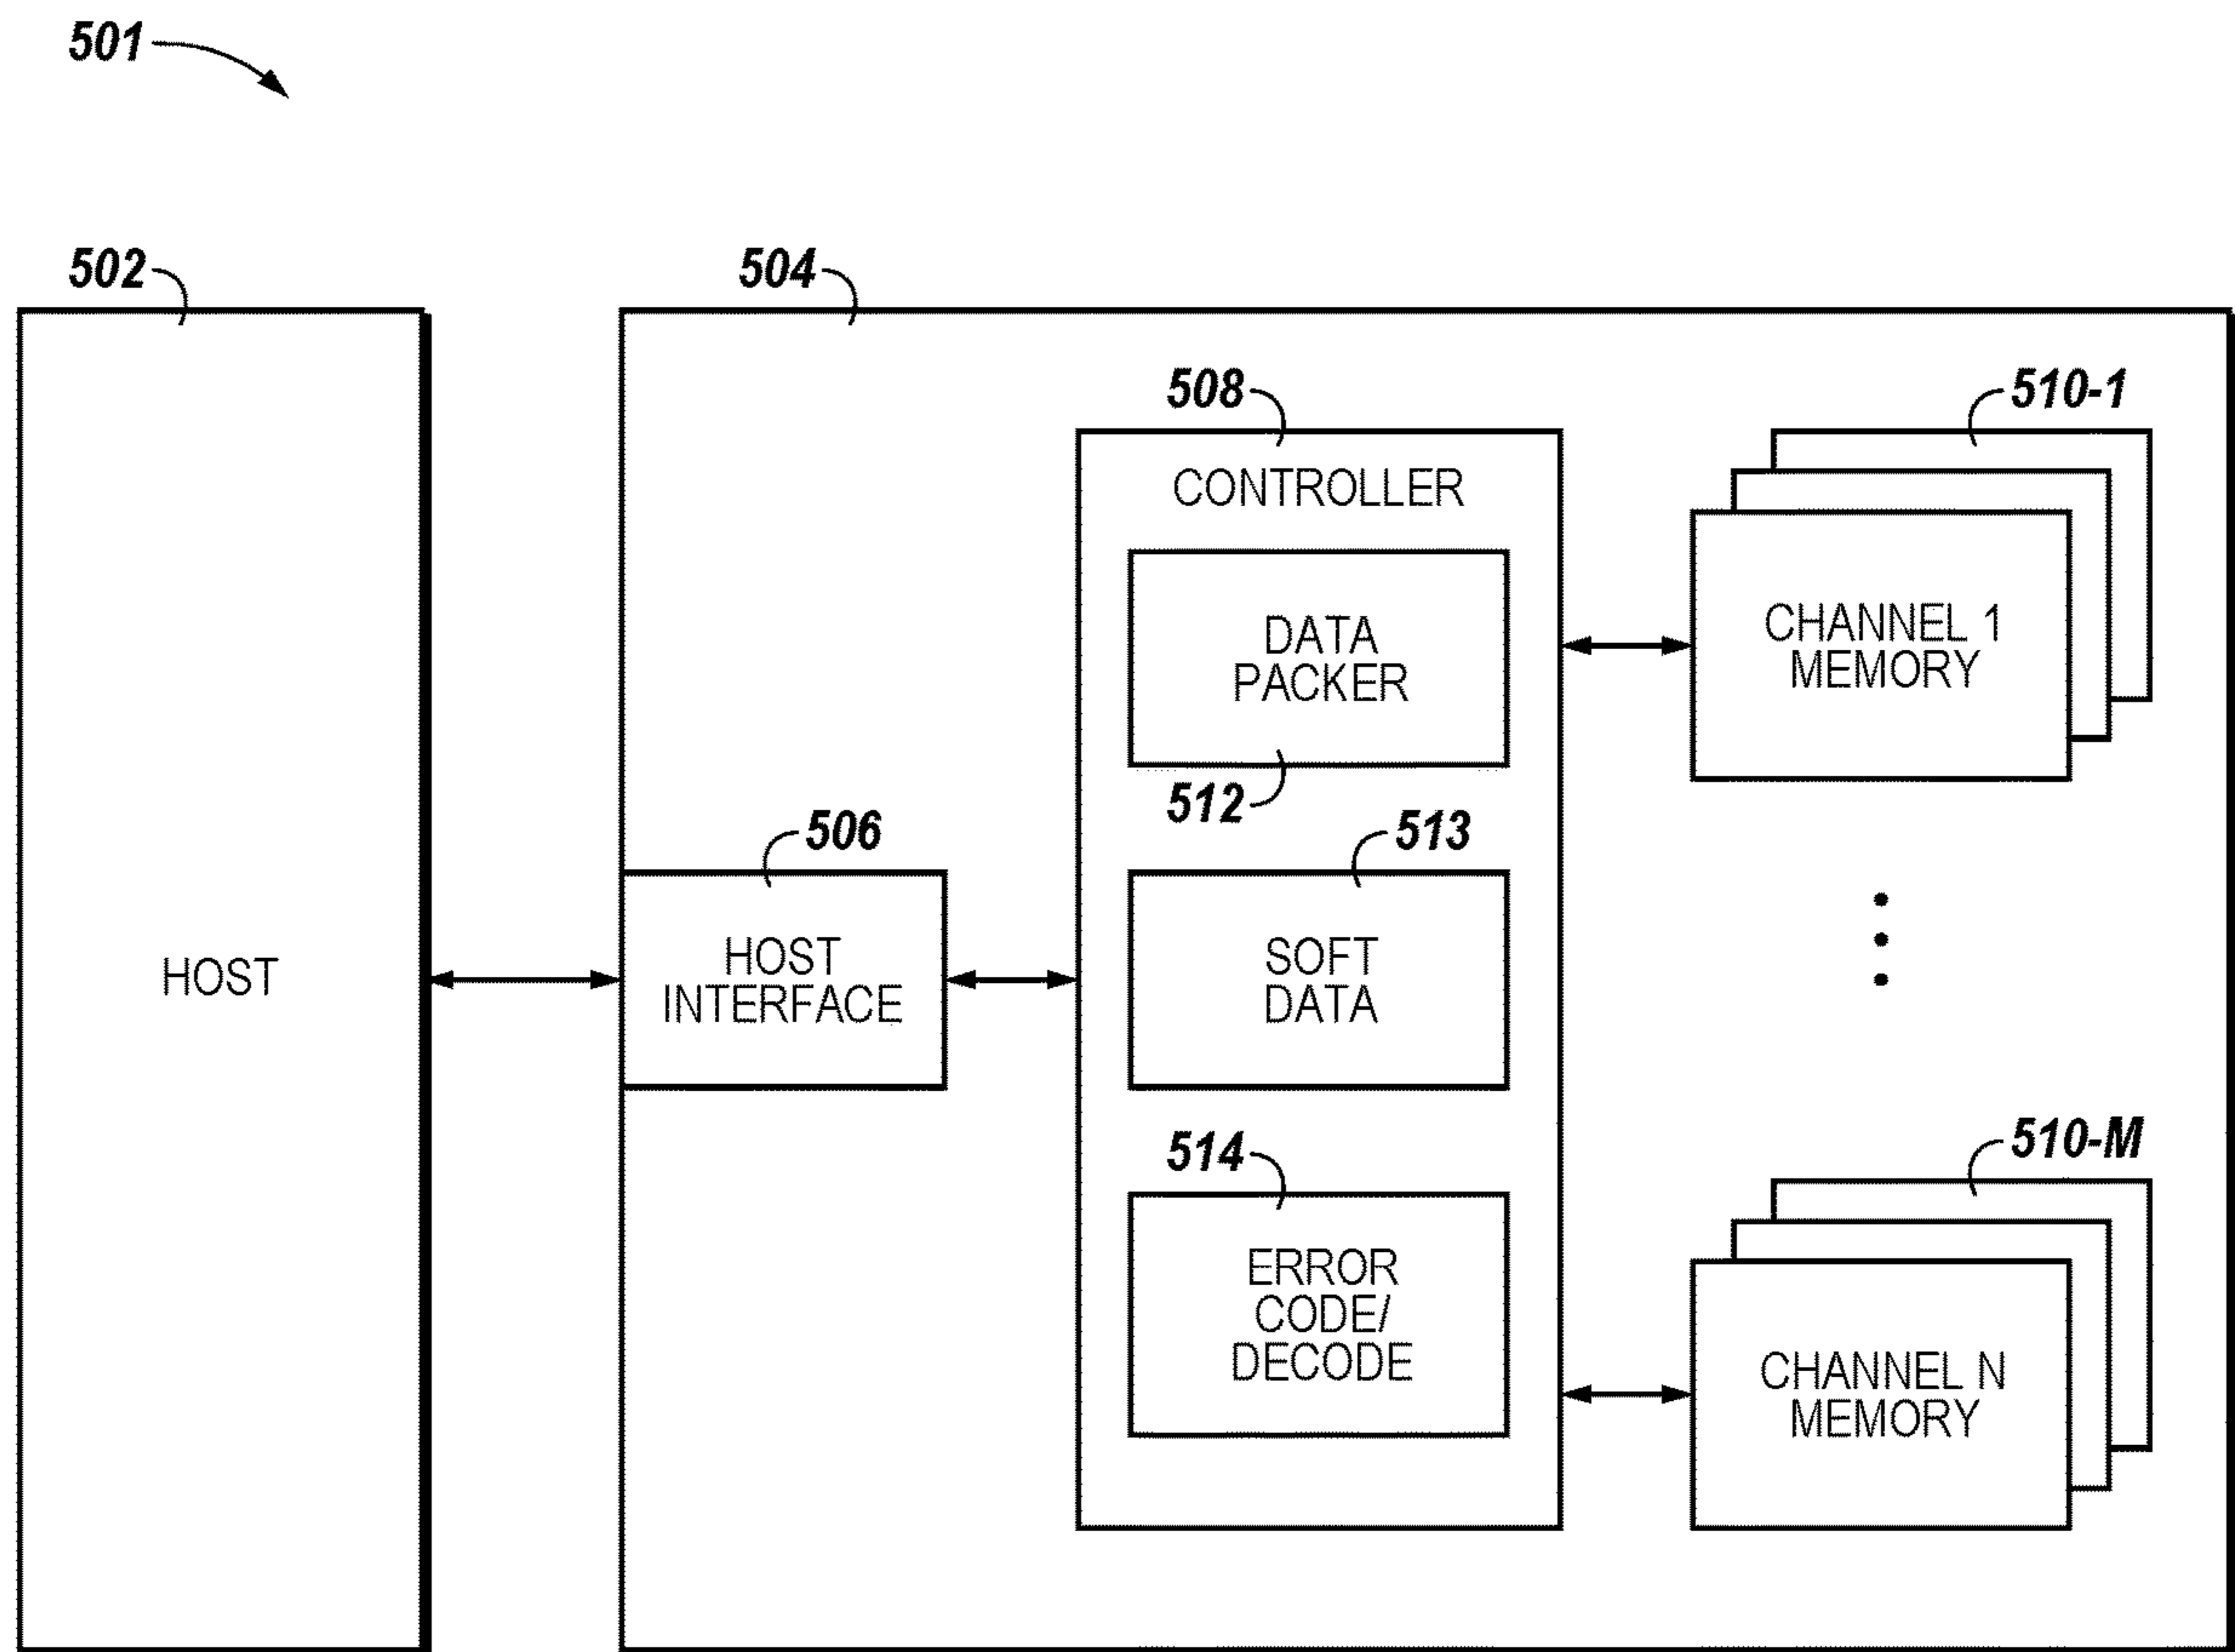 501
502
504
508
510-1
CONTROLLER
DATA
PACKER
CHANNEL 1
MEMORY
512
506
513
HOST
HOST
INTERFACE
SOFT
DATA
514
510-M
ERROR
CODE/
DECODE
CHANNEL N
MEMORY